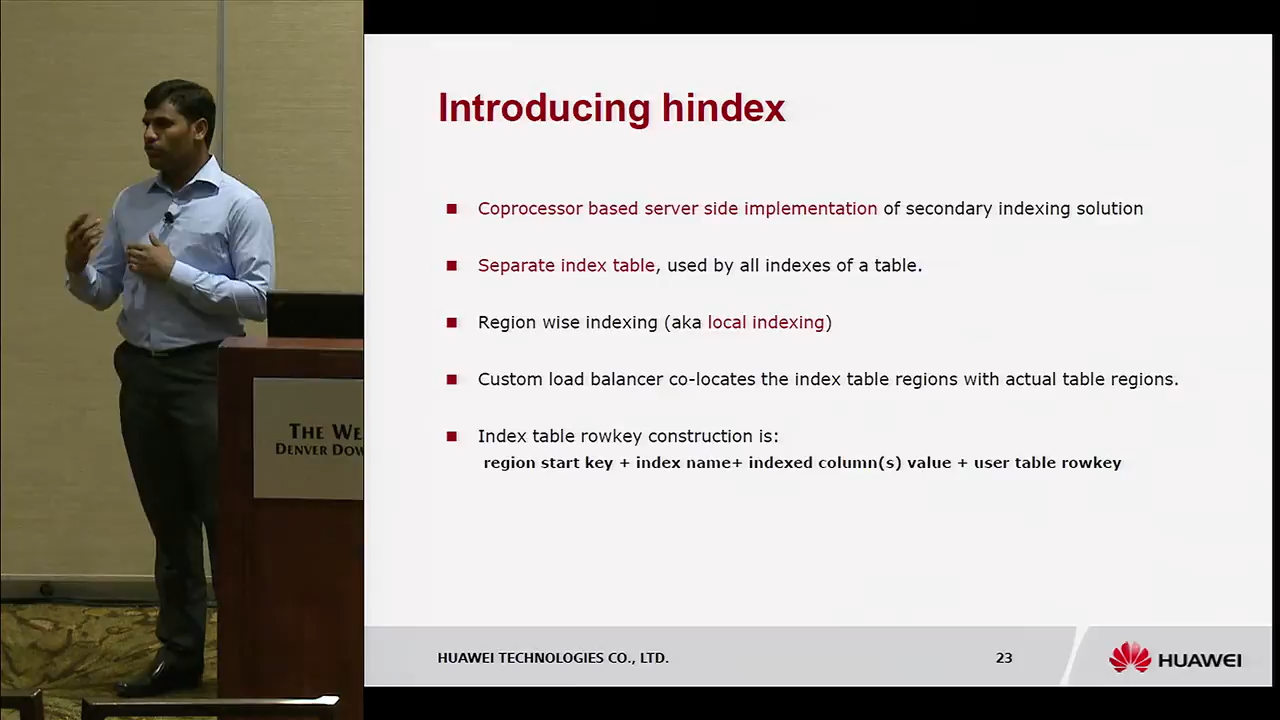 Introducing hindex
Coprocessor based server side implementation of secondary indexing solution
Separate index table, used by all indexes of a table.
Region wise indexing (aka local indexing)
Custom load balancer co-locates the index table regions with actual table regions.
Index table rowkey construction is:
region start key + index name+ indexed column(s) value + user table rowkey
HUAWEI TECHNOLOGIES CO., LTD.
23
HUAWEI
THE WE
DENVER DOW